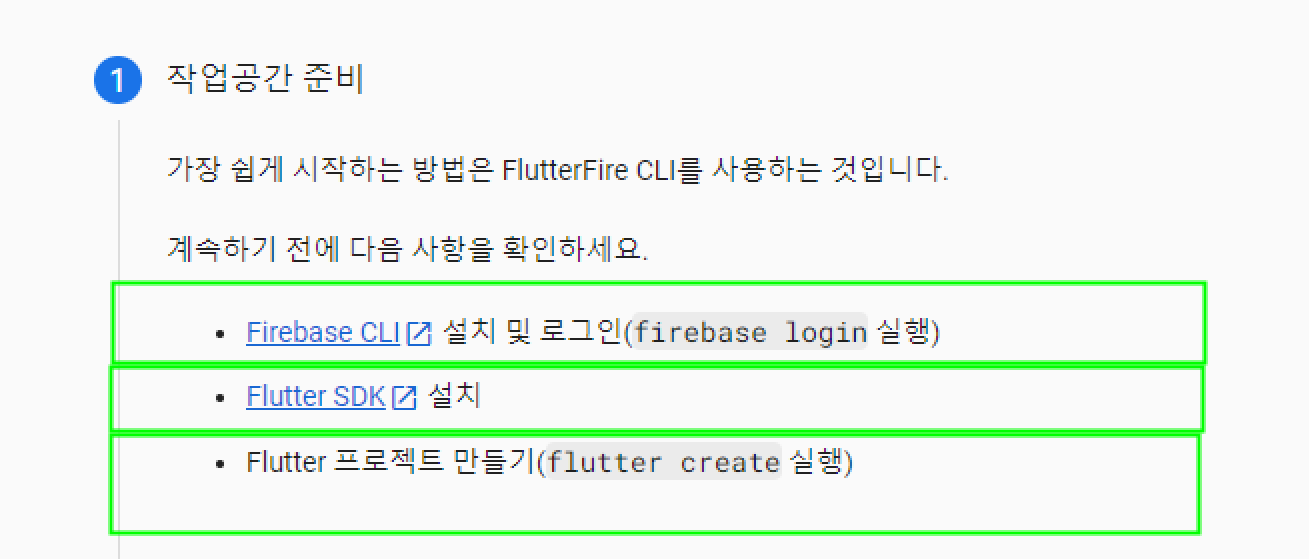 1 작업공간 준비
가장 쉽게 시작하는 방법은 FlutterFire CLI를 사용하는 것입니다.
계속하기 전에 다음 사항을 확인하세요.
• Firebase CLI 설치 및 로그인(firebase login 실행)
• Flutter SDK 설치
• Flutter 프로젝트 만들기(flutter create 실행)